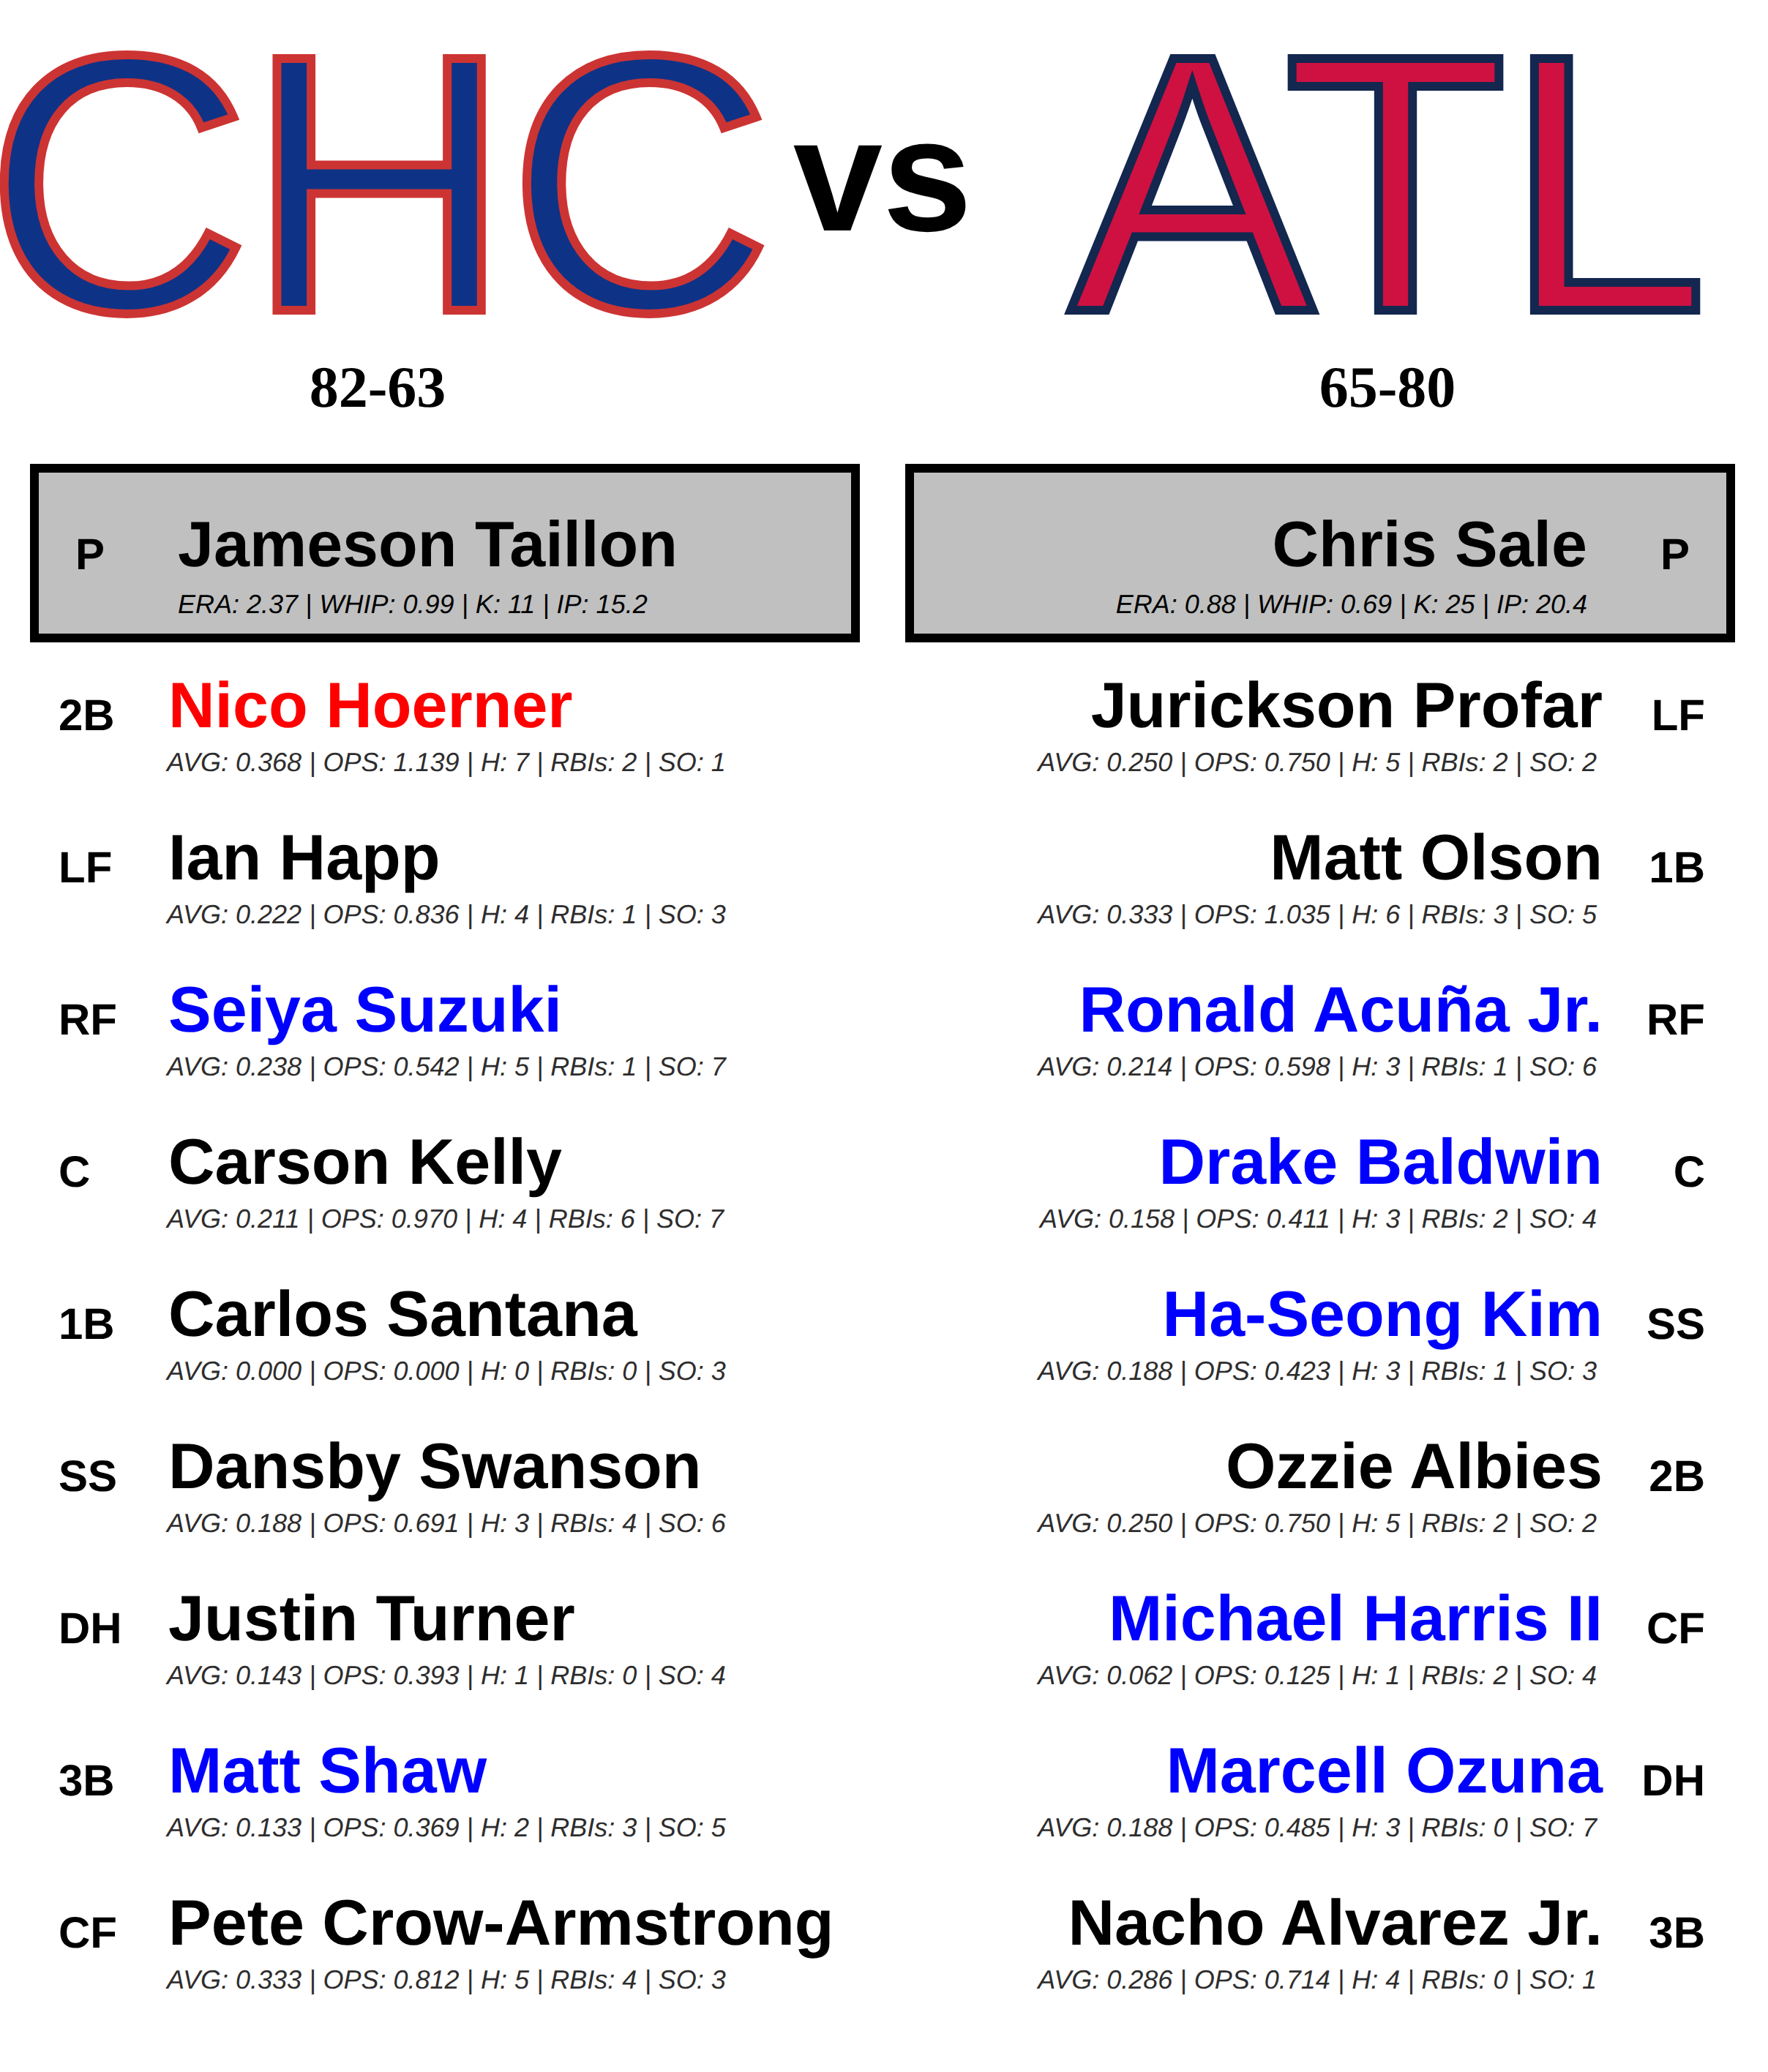 CHC vs ATL
82-63
65-80
P Jameson Taillon
ERA: 2.37 | WHIP: 0.99 | K: 11 | IP: 15.2
Chris Sale P
ERA: 0.88 | WHIP: 0.69 | K: 25 | IP: 20.4
2B Nico Hoerner
AVG: 0.368 | OPS: 1.139 | H: 7 | RBIs: 2 | SO: 1
LF Ian Happ
AVG: 0.222 | OPS: 0.836 | H: 4 | RBIs: 1 | SO: 3
RF Seiya Suzuki
AVG: 0.238 | OPS: 0.542 | H: 5 | RBIs: 1 | SO: 7
C Carson Kelly
AVG: 0.211 | OPS: 0.970 | H: 4 | RBIs: 6 | SO: 7
1B Carlos Santana
AVG: 0.000 | OPS: 0.000 | H: 0 | RBIs: 0 | SO: 3
SS Dansby Swanson
AVG: 0.188 | OPS: 0.691 | H: 3 | RBIs: 4 | SO: 6
DH Justin Turner
AVG: 0.143 | OPS: 0.393 | H: 1 | RBIs: 0 | SO: 4
3B Matt Shaw
AVG: 0.133 | OPS: 0.369 | H: 2 | RBIs: 3 | SO: 5
CF Pete Crow-Armstrong
AVG: 0.333 | OPS: 0.812 | H: 5 | RBIs: 4 | SO: 3
Jurickson Profar LF
AVG: 0.250 | OPS: 0.750 | H: 5 | RBIs: 2 | SO: 2
Matt Olson 1B
AVG: 0.333 | OPS: 1.035 | H: 6 | RBIs: 3 | SO: 5
Ronald Acuña Jr. RF
AVG: 0.214 | OPS: 0.598 | H: 3 | RBIs: 1 | SO: 6
Drake Baldwin C
AVG: 0.158 | OPS: 0.411 | H: 3 | RBIs: 2 | SO: 4
Ha-Seong Kim SS
AVG: 0.188 | OPS: 0.423 | H: 3 | RBIs: 1 | SO: 3
Ozzie Albies 2B
AVG: 0.250 | OPS: 0.750 | H: 5 | RBIs: 2 | SO: 2
Michael Harris II CF
AVG: 0.062 | OPS: 0.125 | H: 1 | RBIs: 2 | SO: 4
Marcell Ozuna DH
AVG: 0.188 | OPS: 0.485 | H: 3 | RBIs: 0 | SO: 7
Nacho Alvarez Jr. 3B
AVG: 0.286 | OPS: 0.714 | H: 4 | RBIs: 0 | SO: 1